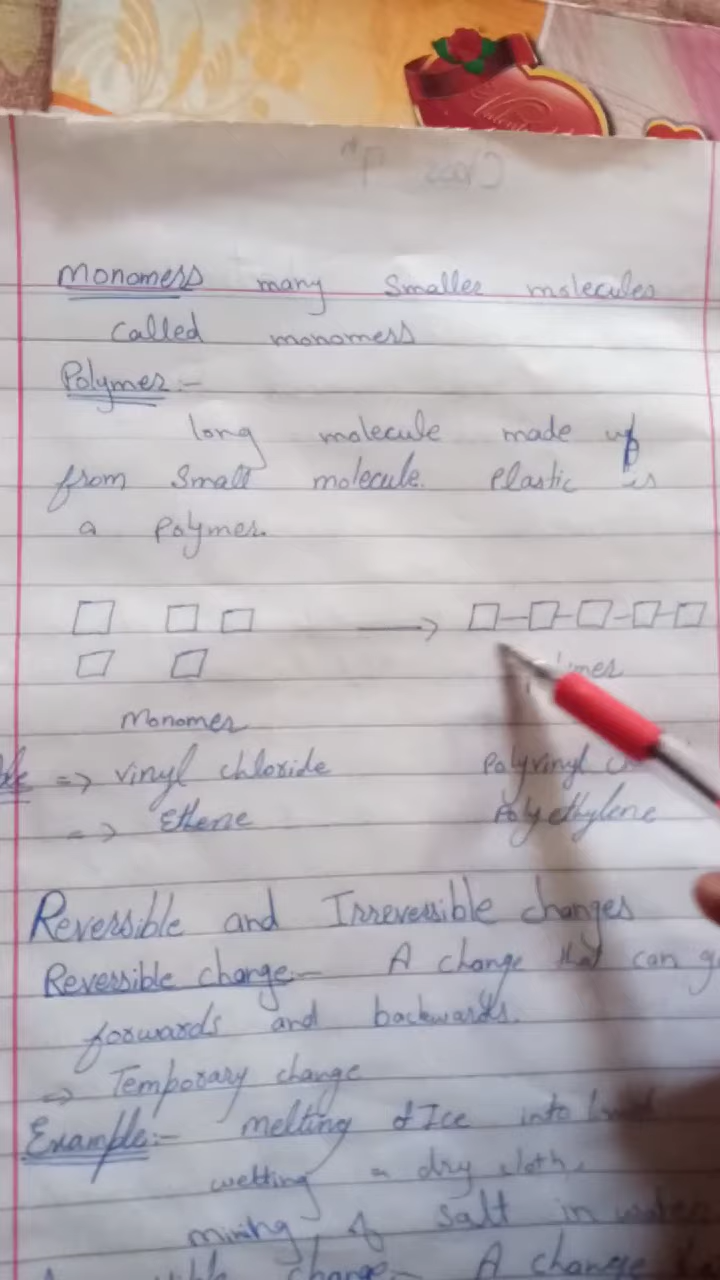 Monomers many smaller molecules
called monomers
Polymer:-
long molecule made up
from small molecule. Plastic is
a Polymer.
Monomer
=> vinyl chloride Polyvinyl
=> Ethene Polyethylene
Reversible and Irreversible changes
Reversible change:- A change that can
forwards and backwards.
=> Temporary change
Example:- melting of Ice into
wetting a dry cloth.
mixing of salt in water
change:- A change